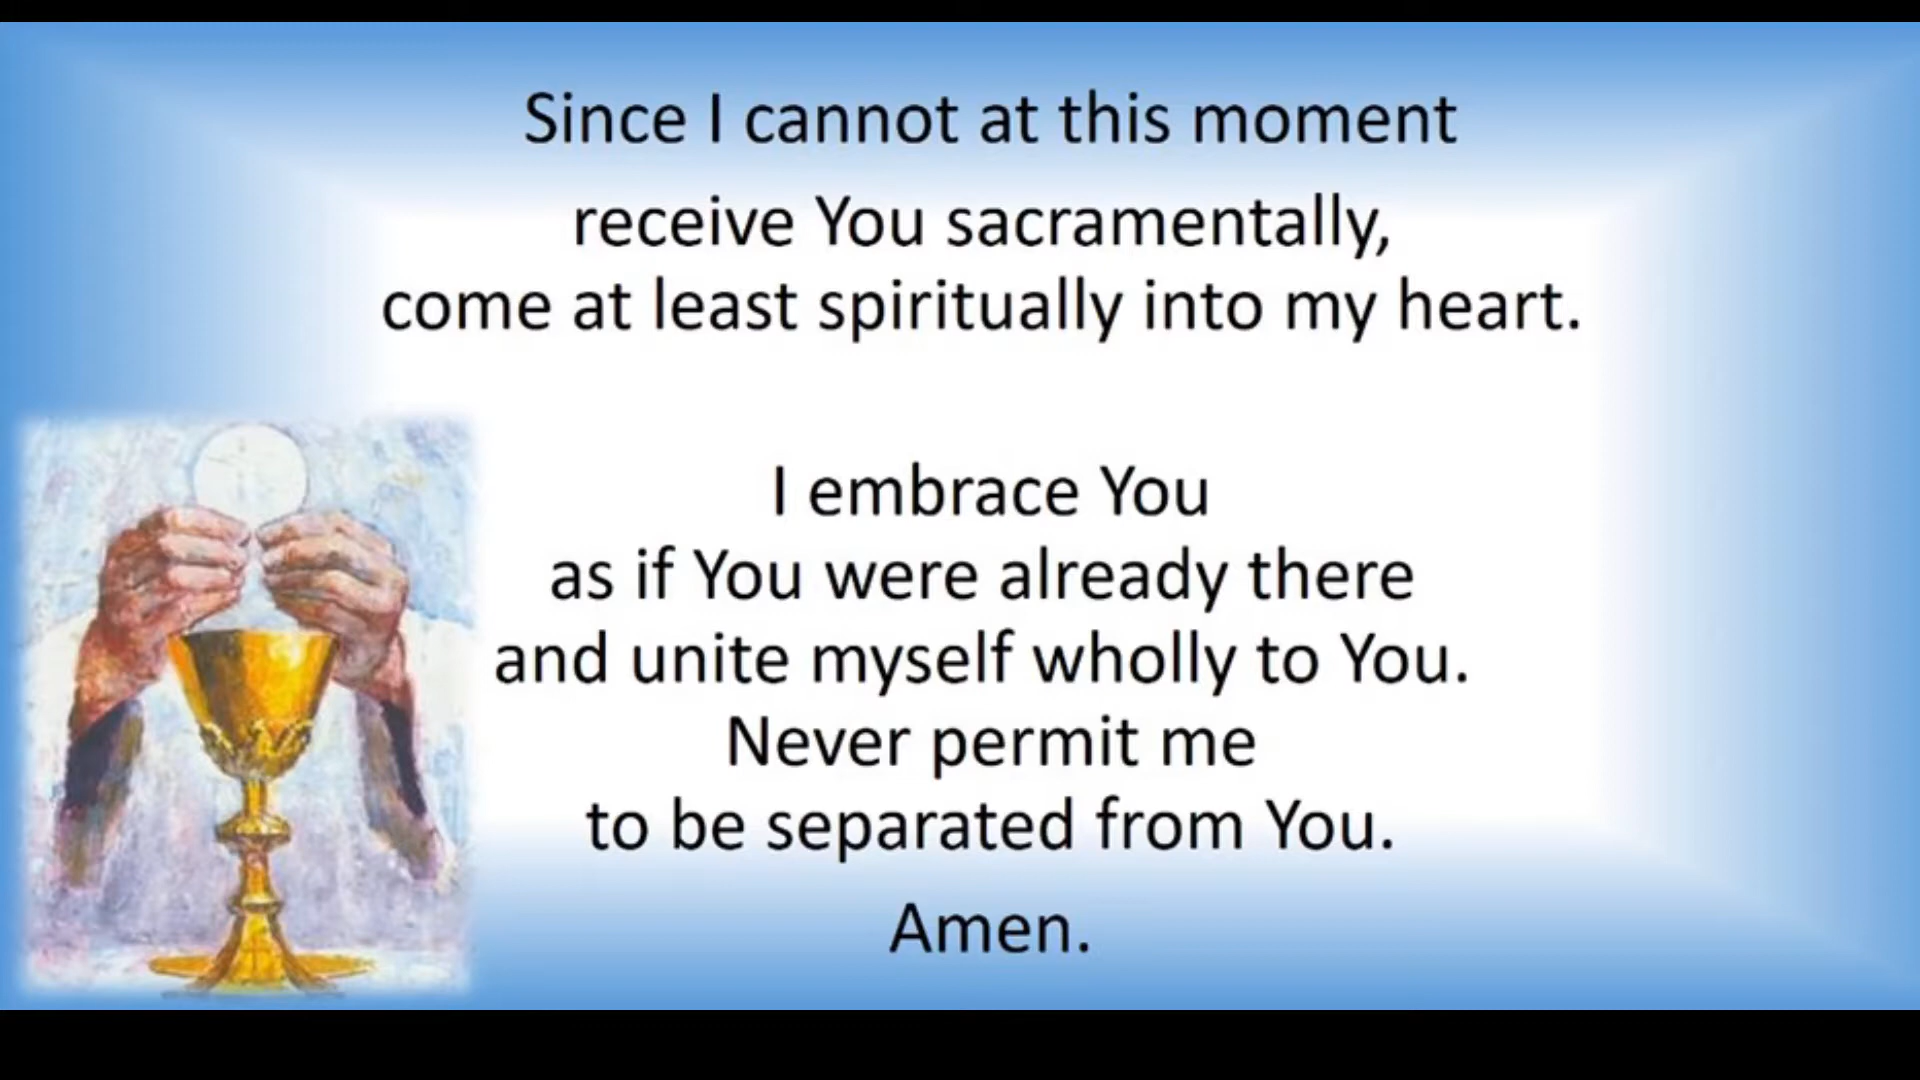 Since I cannot at this moment
receive You sacramentally,
come at least spiritually into my heart.
I embrace You
as if You were already there
and unite myself wholly to You.
Never permit me
to be separated from You.
Amen.